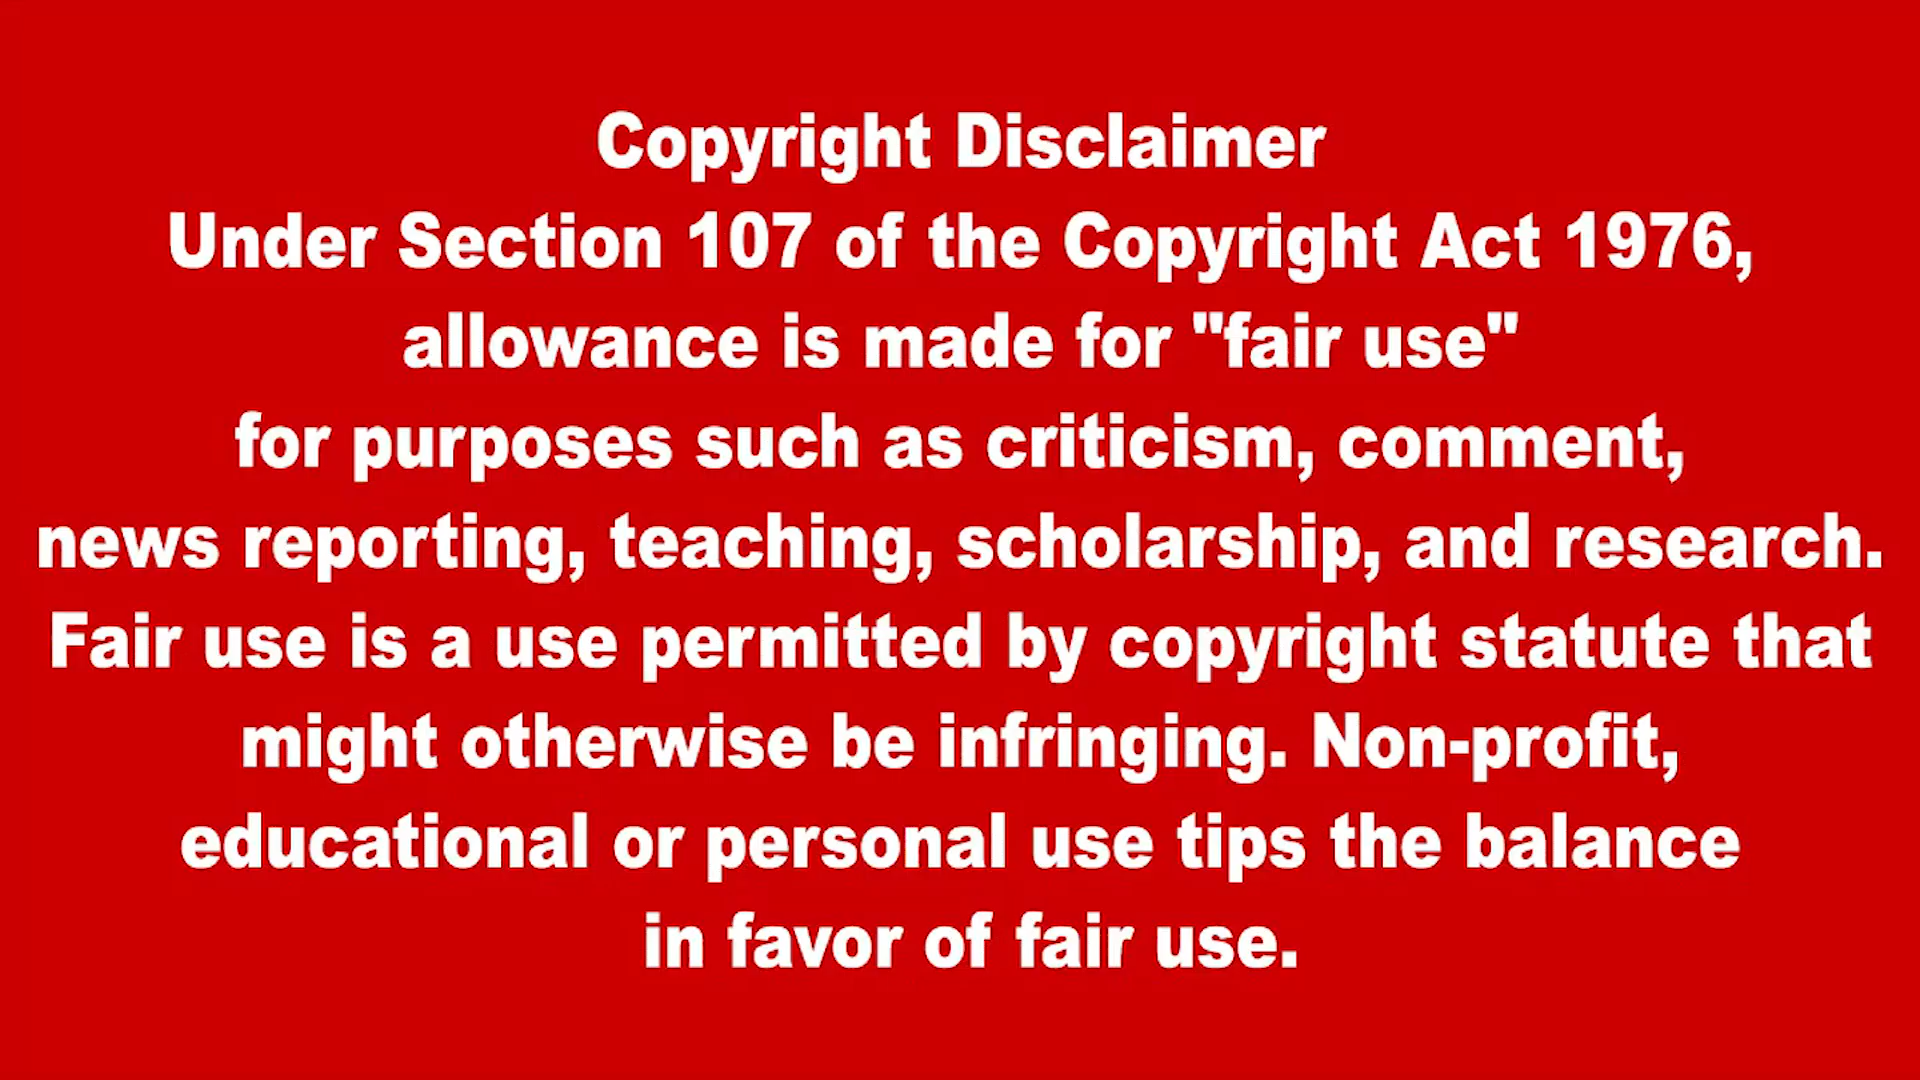 Copyright Disclaimer
Under Section 107 of the Copyright Act 1976,
allowance is made for "fair use"
for purposes such as criticism, comment,
news reporting, teaching, scholarship, and research.
Fair use is a use permitted by copyright statute that
might otherwise be infringing. Non-profit,
educational or personal use tips the balance
in favor of fair use.